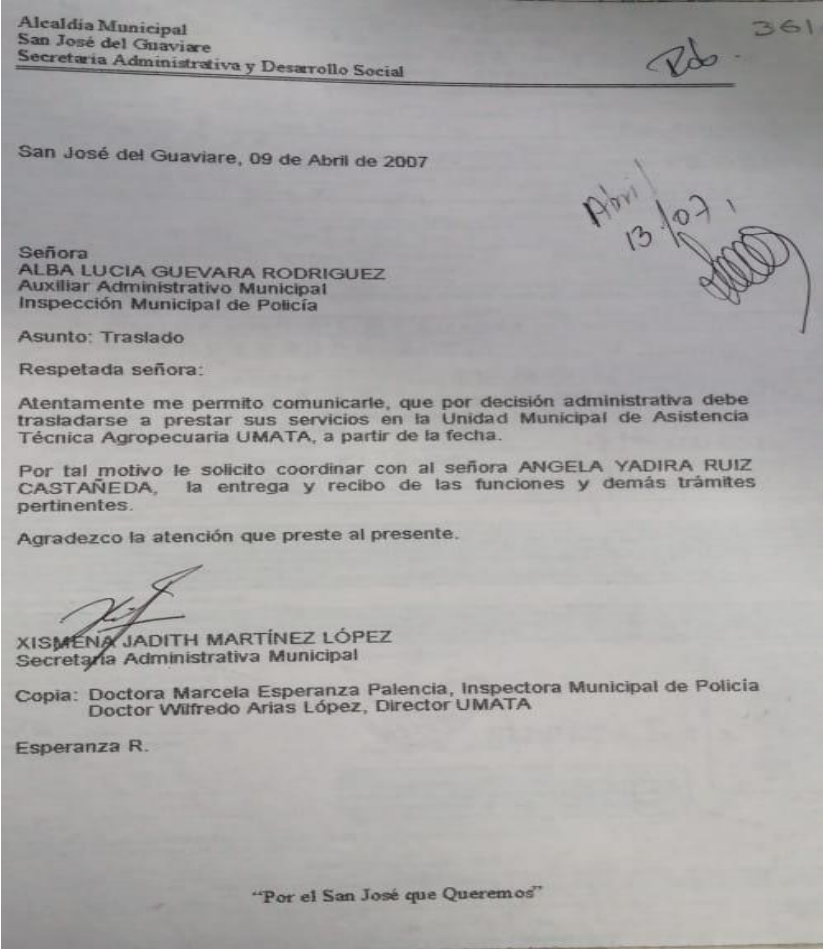 Alcaldía Municipal
San José del Guaviare
Secretaria Administrativa y Desarrollo Social
361
Rdo.
San José del Guaviare, 09 de Abril de 2007
Abril
13/07,
Señora
ALBA LUCIA GUEVARA RODRIGUEZ
Auxiliar Administrativo Municipal
Inspección Municipal de Policía
Asunto: Traslado
Respetada señora:
Atentamente me permito comunicarle, que por decisión administrativa debe
trasladarse a prestar sus servicios en la Unidad Municipal de Asistencia
Técnica Agropecuaria UMATA, a partir de la fecha.
Por tal motivo le solicito coordinar con al señora ANGELA YADIRA RUIZ
CASTAÑEDA, la entrega y recibo de las funciones y demás trámites
pertinentes.
Agradezco la atención que preste al presente.
XISMENA JADITH MARTÍNEZ LÓPEZ
Secretaria Administrativa Municipal
Copia: Doctora Marcela Esperanza Palencia, Inspectora Municipal de Policía
Doctor Wilfredo Arias López, Director UMATA
Esperanza R.
“Por el San José que Queremos”